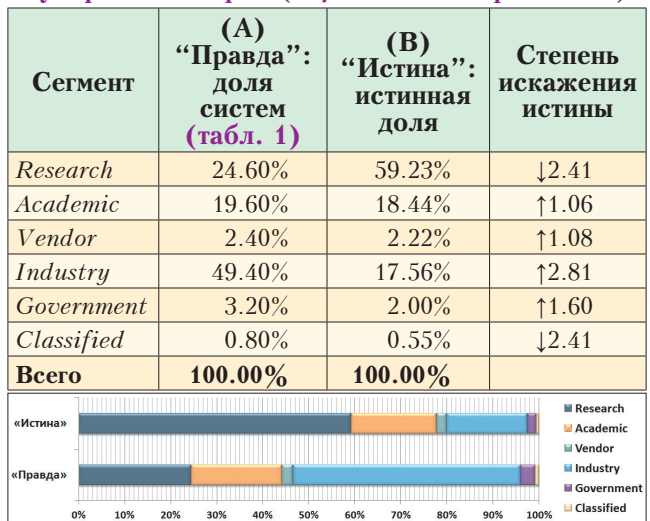 Сегмент
(А)
“Правда”:
доля
систем
(табл. 1)
(В)
“Истина”:
истинная
доля
Степень
искажения
истины
Research 24.60% 59.23% ↓2.41
Academic 19.60% 18.44% ↑1.06
Vendor 2.40% 2.22% ↑1.08
Industry 49.40% 17.56% ↑2.81
Government 3.20% 2.00% ↑1.60
Classified 0.80% 0.55% ↓2.41
Всего 100.00% 100.00%
«Истина»
«Правда»
0% 10% 20% 30% 40% 50% 60% 70% 80% 90% 100%
Research
Academic
Vendor
Industry
Government
Classified